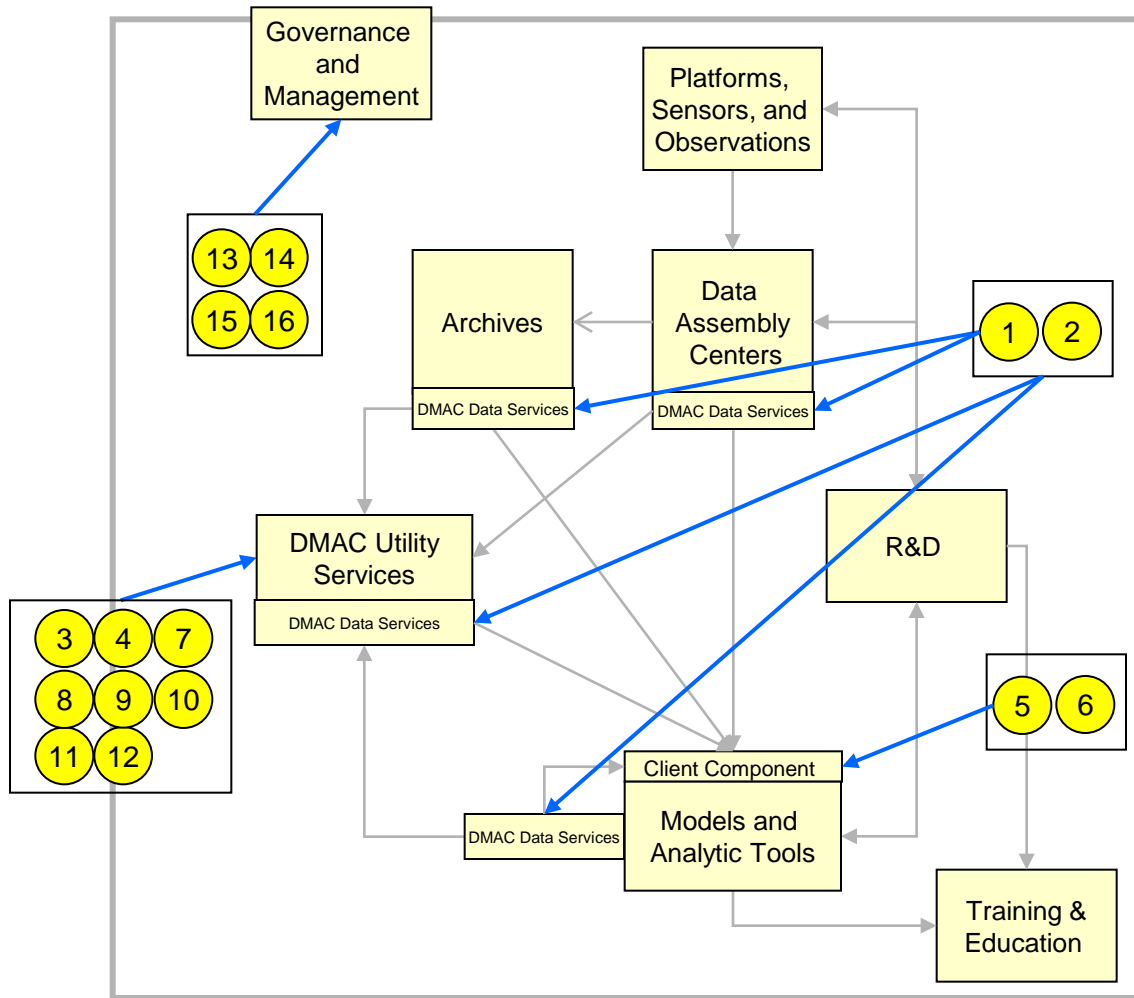 Governance
and
Management
Platforms,
Sensors, and
Observations
13 14
15 16
Archives
Data
Assembly
Centers
1 2
DMAC Data Services
DMAC Data Services
DMAC Utility
Services
R&D
DMAC Data Services
3 4 7
8 9 10
11 12
5 6
Client Component
DMAC Data Services
Models and
Analytic Tools
Training &
Education